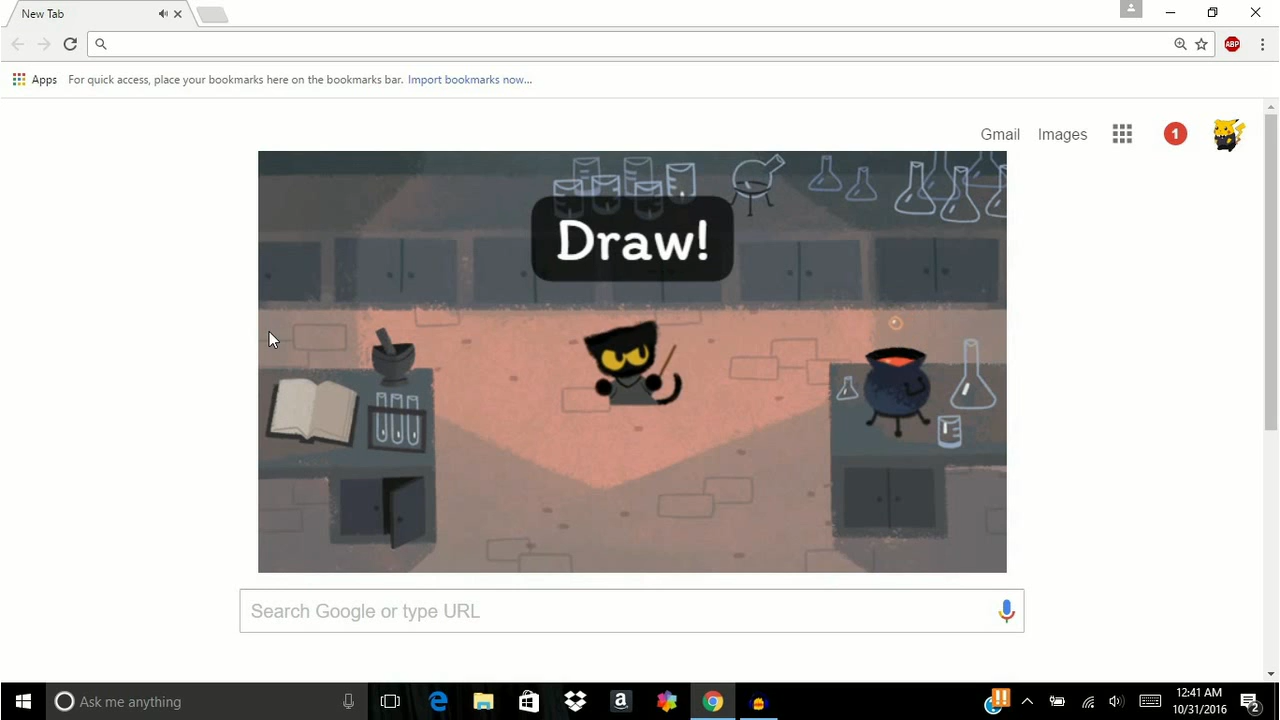 New Tab
ABP
Apps For quick access, place your bookmarks here on the bookmarks bar. Import bookmarks now...
Gmail Images 1
Draw!
Search Google or type URL
Ask me anything
12:41 AM
10/31/2016
2